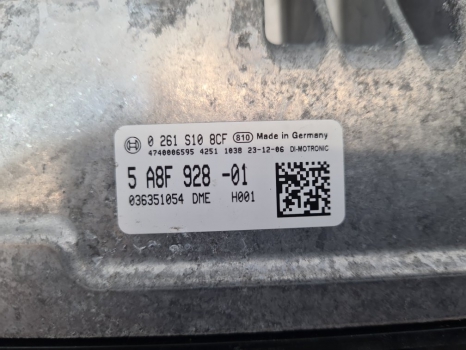 0 261 S10 8CF 810 Made in Germany
4740006595 4251 1038 23-12-06 DI-MOTRONIC
5 A8F 928 -01
036351054 DME H001